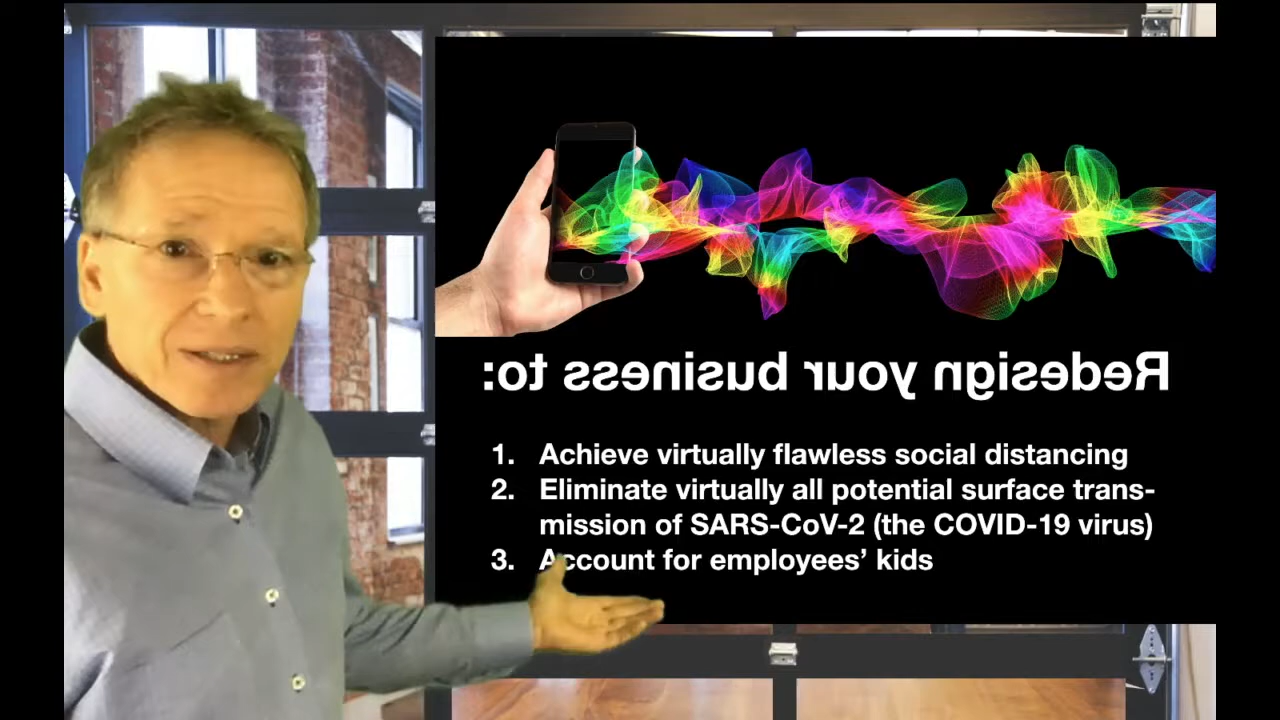 Redesign your business to:
1. Achieve virtually flawless social distancing
2. Eliminate virtually all potential surface trans-
mission of SARS-CoV-2 (the COVID-19 virus)
3. Account for employees’ kids